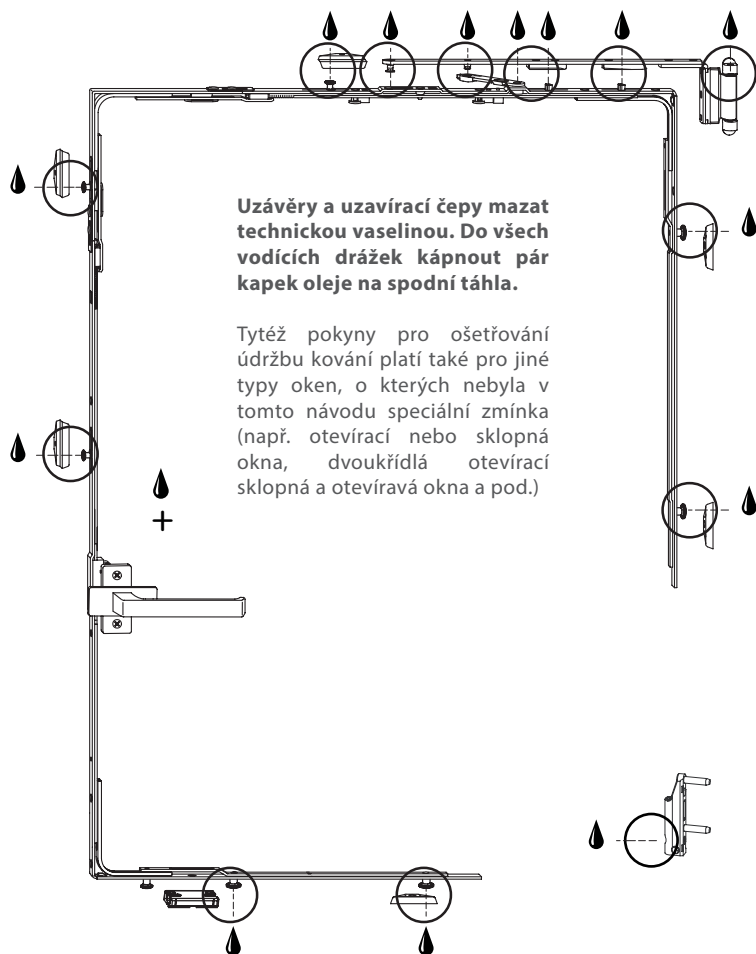 Uzávěry a uzavírací čepy mazat
technickou vaselinou. Do všech
vodících drážek kápnout pár
kapek oleje na spodní táhla.
Tytéž pokyny pro ošetřování
údržbu kování platí také pro jiné
typy oken, o kterých nebyla v
tomto návodu speciální zmínka
(např. otevírací nebo sklopná
okna, dvoukřídlá otevírací
sklopná a otevíravá okna a pod.)
+